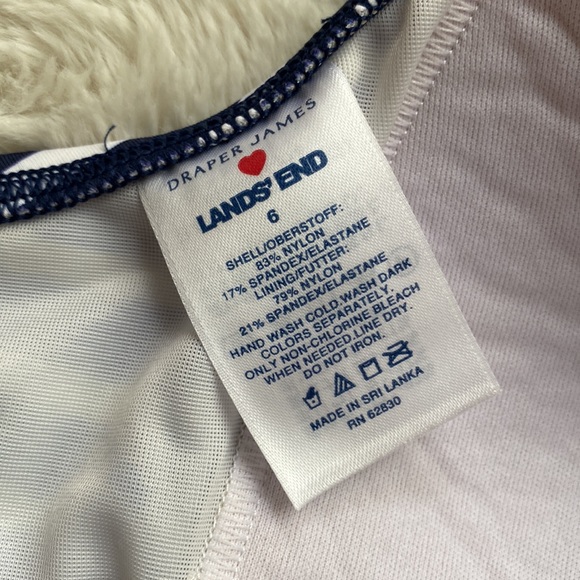 DRAPER JAMES
LANDS' END
6
SHELL/OBERSTOFF:
83% NYLON
17% SPANDEX/ELASTANE
LINING/FUTTER:
79% NYLON
21% SPANDEX/ELASTANE
HAND WASH COLD.WASH DARK
COLORS SEPARATELY.
ONLY NON-CHLORINE BLEACH
WHEN NEEDED.LINE DRY.
DO NOT IRON.
MADE IN SRI LANKA
RN 62830